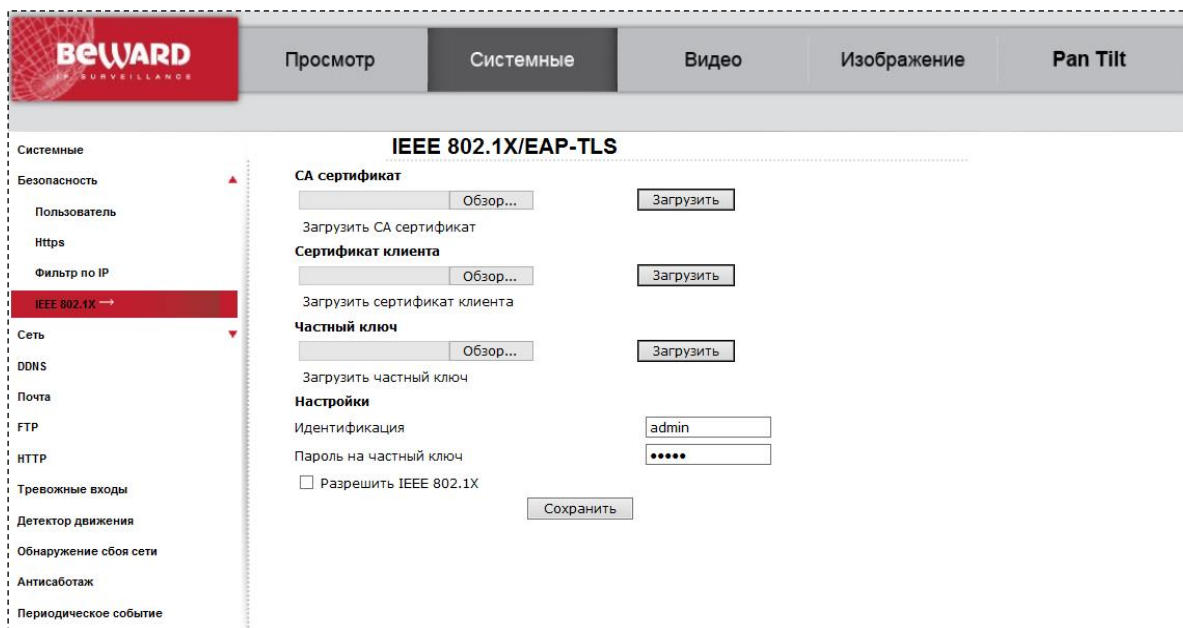 BEWARD
IP SURVEILLANCE
Просмотр
Системные
Видео
Изображение
Pan Tilt
Системные
Безопасность
Пользователь
Https
Фильтр по IP
IEEE 802.1X →
Сеть
DDNS
Почта
FTP
HTTP
Тревожные входы
Детектор движения
Обнаружение сбоя сети
Антисаботаж
Периодическое событие
IEEE 802.1X/EAP-TLS
CA сертификат
Обзор... Загрузить
Загрузить CA сертификат
Сертификат клиента
Обзор... Загрузить
Загрузить сертификат клиента
Частный ключ
Обзор... Загрузить
Загрузить частный ключ
Настройки
Идентификация admin
Пароль на частный ключ •••••
Разрешить IEEE 802.1X
Сохранить